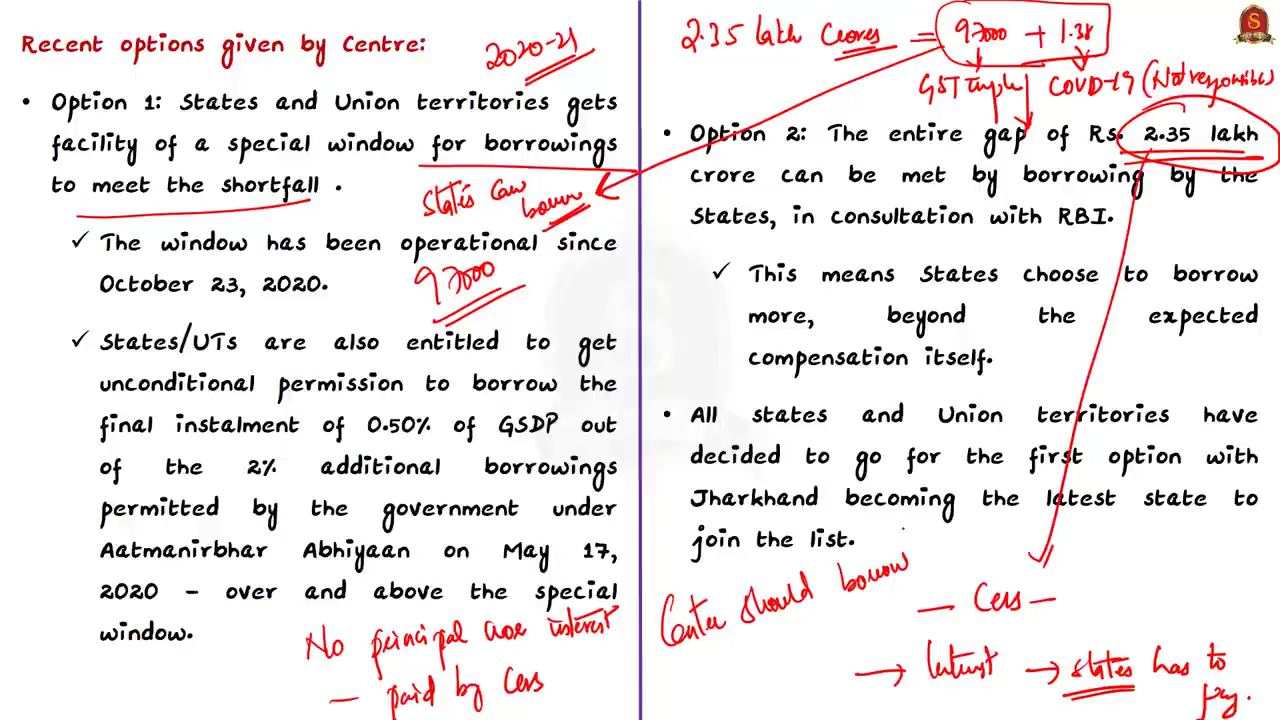 Recent options given by Centre:
2020-21
• Option 1: States and Union territories gets
facility of a special window for borrowings
to meet the shortfall .
States can
borrow
✓ The window has been operational since
October 23, 2020.
97000
✓ States/UTs are also entitled to get
unconditional permission to borrow the
final instalment of 0.50% of GSDP out
of the 2% additional borrowings
permitted by the government under
Aatmanirbhar Abhiyaan on May 17,
2020 – over and above the special
window.
No principal nor interest
– paid by Cess
2.35 lakh Crores = 97000 + 1.38
GST COVID-19 (Not responsible)
• Option 2: The entire gap of Rs. 2.35 lakh
crore can be met by borrowing by the
States, in consultation with RBI.
✓ This means States choose to borrow
more, beyond the expected
compensation itself.
• All states and Union territories have
decided to go for the first option with
Jharkhand becoming the latest state to
join the list.
Center should borrow
– Cess –
→ Interest → states has to
pay.